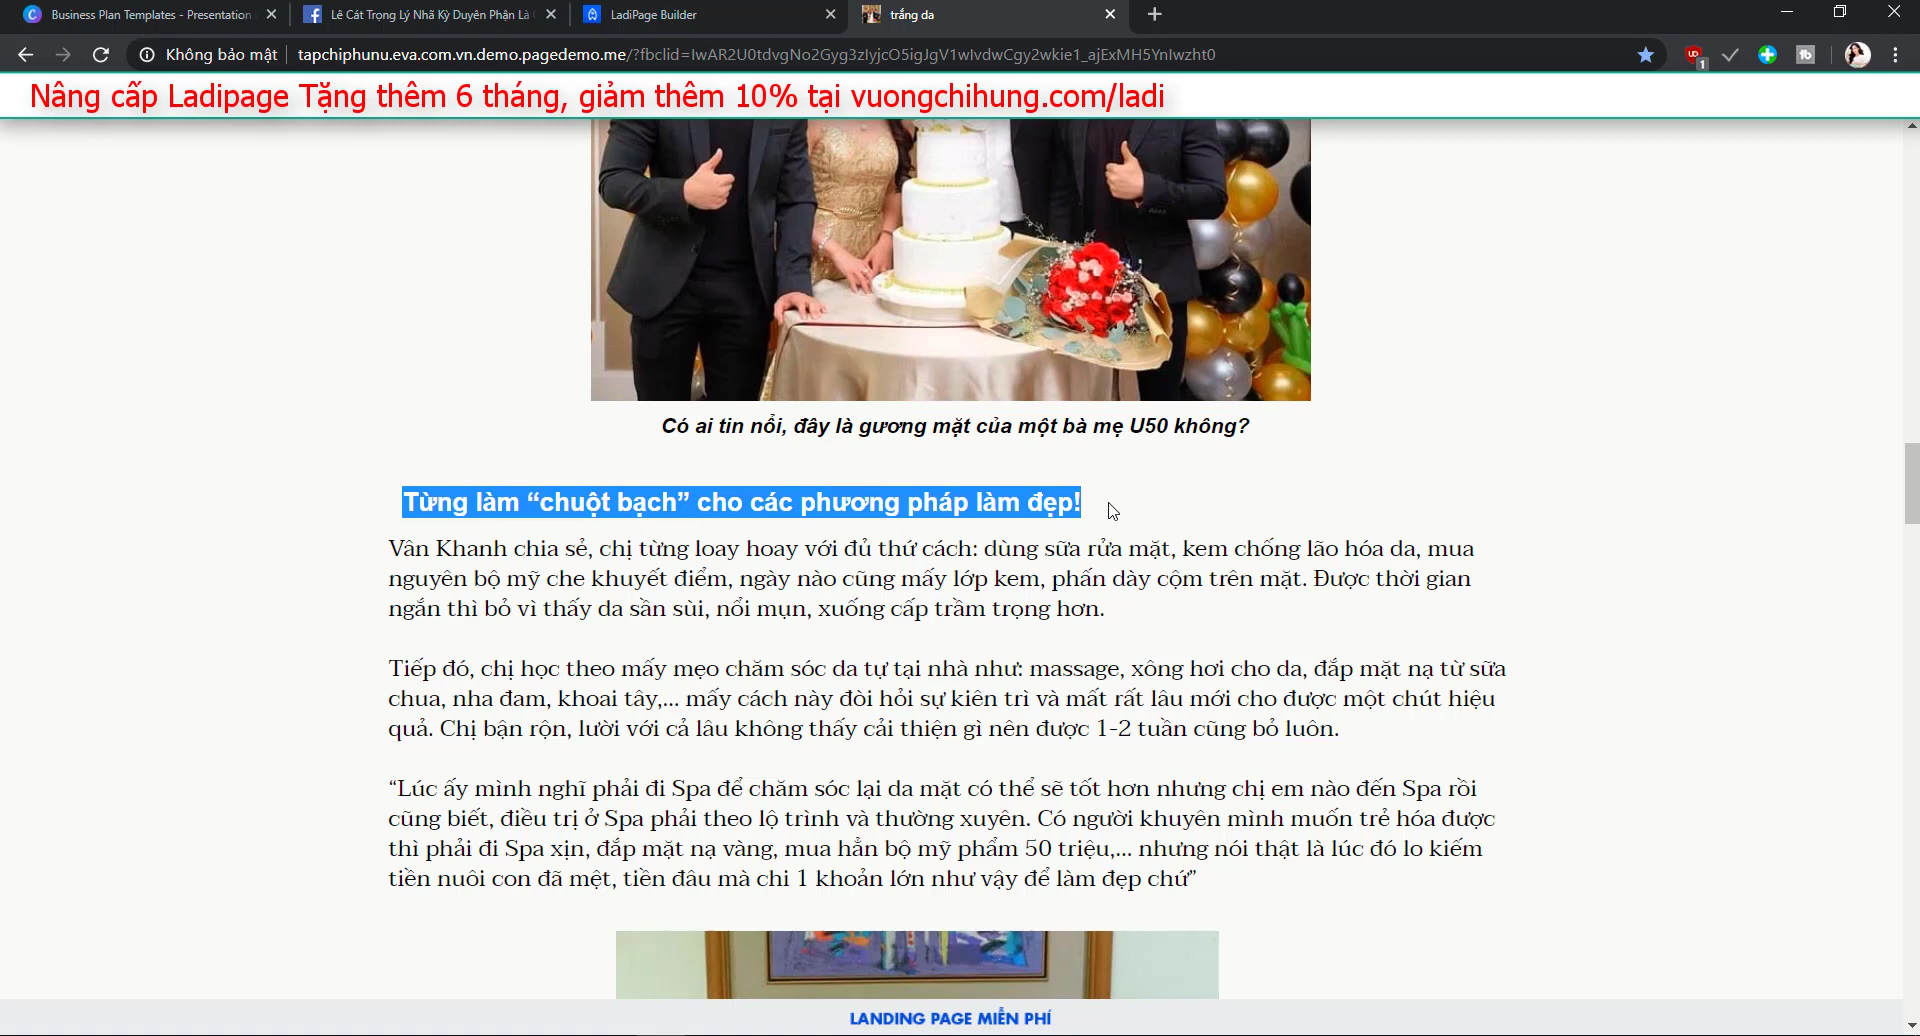 Business Plan Templates - Presentation
Lê Cát Trọng Lý Nhã Kỳ Duyên Phận Là
LadiPage Builder
trắng da
Không bảo mật
tapchiphunu.eva.com.vn.demo.pagedemo.me/?fbclid=IwAR2U0tdvgNo2Gyg3zIyjcO5igJgV1wIvdwCgy2wkie1_ajExMH5YnIwzht0
Nâng cấp Ladipage Tặng thêm 6 tháng, giảm thêm 10% tại vuongchihung.com/ladi
Có ai tin nổi, đây là gương mặt của một bà mẹ U50 không?
Từng làm “chuột bạch” cho các phương pháp làm đẹp!
Vân Khanh chia sẻ, chị từng loay hoay với đủ thứ cách: dùng sữa rửa mặt, kem chống lão hóa da, mua
nguyên bộ mỹ che khuyết điểm, ngày nào cũng mấy lớp kem, phấn dày cộm trên mặt. Được thời gian
ngắn thì bỏ vì thấy da sần sùi, nổi mụn, xuống cấp trầm trọng hơn.
Tiếp đó, chị học theo mấy mẹo chăm sóc da tự tại nhà như: massage, xông hơi cho da, đắp mặt nạ từ sữa
chua, nha đam, khoai tây,... mấy cách này đòi hỏi sự kiên trì và mất rất lâu mới cho được một chút hiệu
quả. Chị bận rộn, lười với cả lâu không thấy cải thiện gì nên được 1-2 tuần cũng bỏ luôn.
“Lúc ấy mình nghĩ phải đi Spa để chăm sóc lại da mặt có thể sẽ tốt hơn nhưng chị em nào đến Spa rồi
cũng biết, điều trị ở Spa phải theo lộ trình và thường xuyên. Có người khuyên mình muốn trẻ hóa được
thì phải đi Spa xịn, đắp mặt nạ vàng, mua hẳn bộ mỹ phẩm 50 triệu,... nhưng nói thật là lúc đó lo kiếm
tiền nuôi con đã mệt, tiền đâu mà chi 1 khoản lớn như vậy để làm đẹp chứ”
LANDING PAGE MIỄN PHÍ